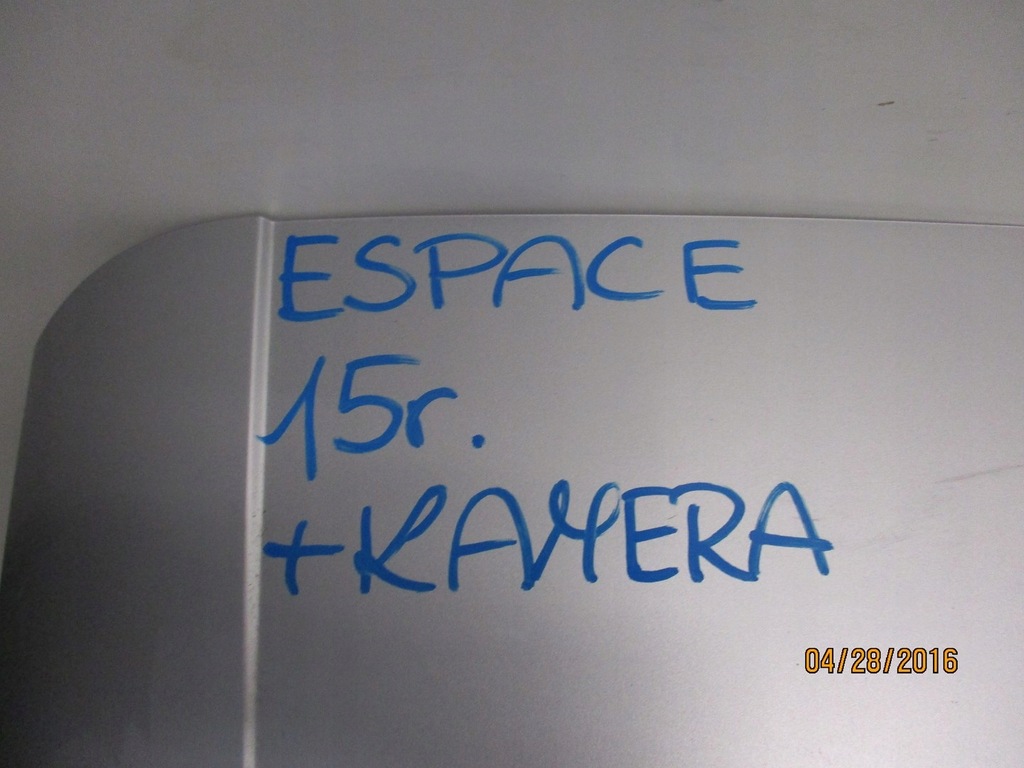 ESPACE
15r.
+KAMERA
04/28/2016